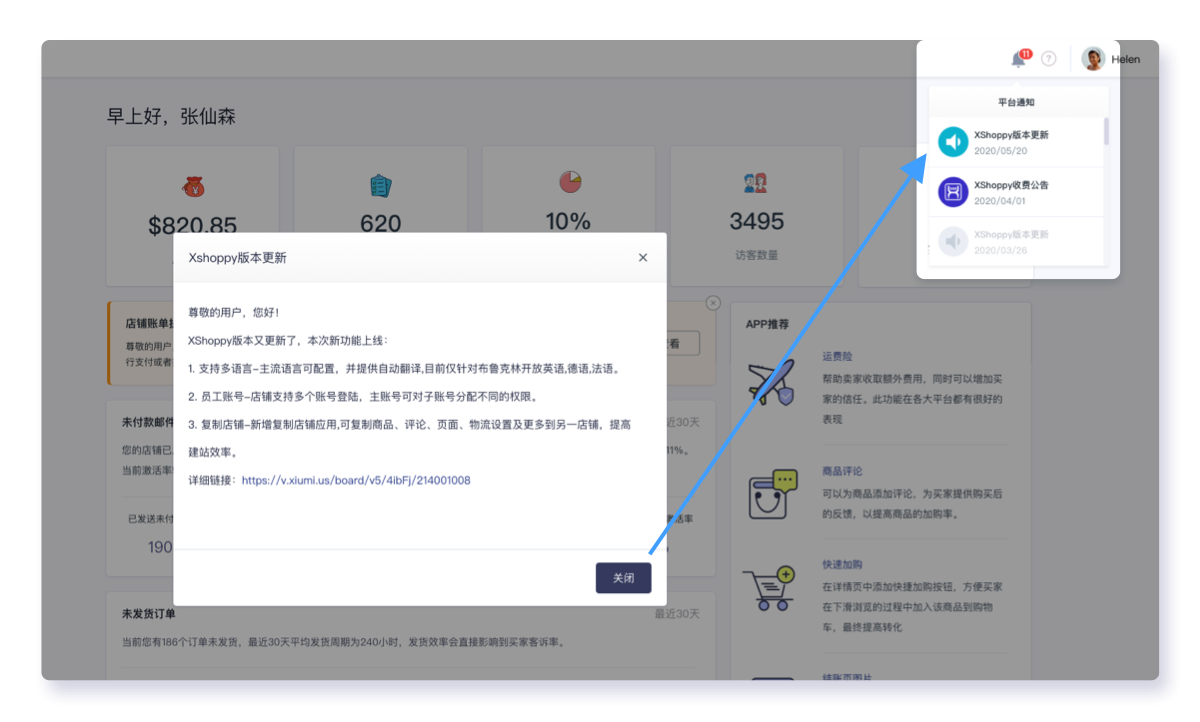 11
?
Helen
早上好，张仙森
平台通知
XShoppy版本更新
2020/05/20
XShoppy收费公告
2020/04/01
XShoppy版本更新
2020/03/26
$820.85
620
10%
3495
访客数量
Xshoppy版本更新
尊敬的用户，您好！
XShoppy版本又更新了，本次新功能上线：
1. 支持多语言–主流语言可配置，并提供自动翻译,目前仅针对布鲁克林开放英语,德语,法语。
2. 员工账号–店铺支持多个账号登陆，主账号可对子账号分配不同的权限。
3. 复制店铺–新增复制店铺应用,可复制商品、评论、页面、物流设置及更多到另一店铺，提高
建站效率。
详细链接：https://v.xiumi.us/board/v5/4ibFj/214001008
关闭
店铺账单
尊敬的用户
行支付或者
看
未付款邮件
近30天
您的店铺已
11%。
当前激活率
已发送未付
活率
190
未发货订单
最近30天
当前您有186个订单未发货，最近30天平均发货周期为240小时，发货效率会直接影响到买家客诉率。
APP推荐
运费险
帮助卖家收取额外费用，同时可以增加买
家的信任。此功能在各大平台都有很好的
表现
商品评论
可以为商品添加评论，为买家提供购买后
的反馈，以提高商品的加购率。
快速加购
在详情页中添加快捷加购按钮，方便买家
在下滑浏览的过程中加入该商品到购物
车，最终提高转化
结账页图片